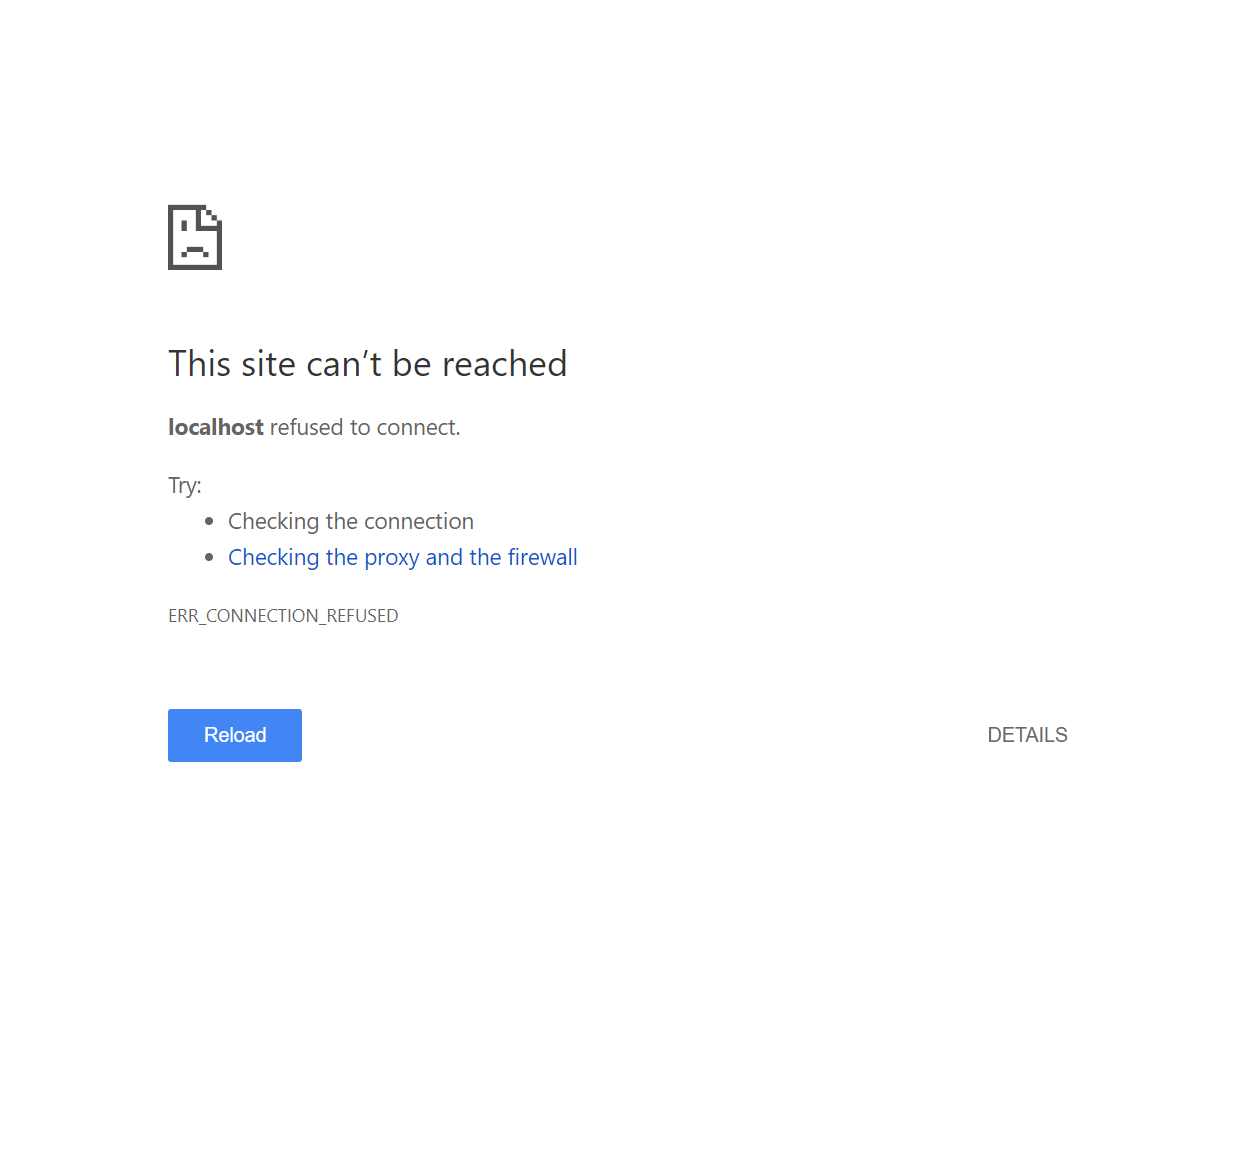 This site can’t be reached
localhost refused to connect.
Try:
Checking the connection
Checking the proxy and the firewall
ERR_CONNECTION_REFUSED
Reload
DETAILS